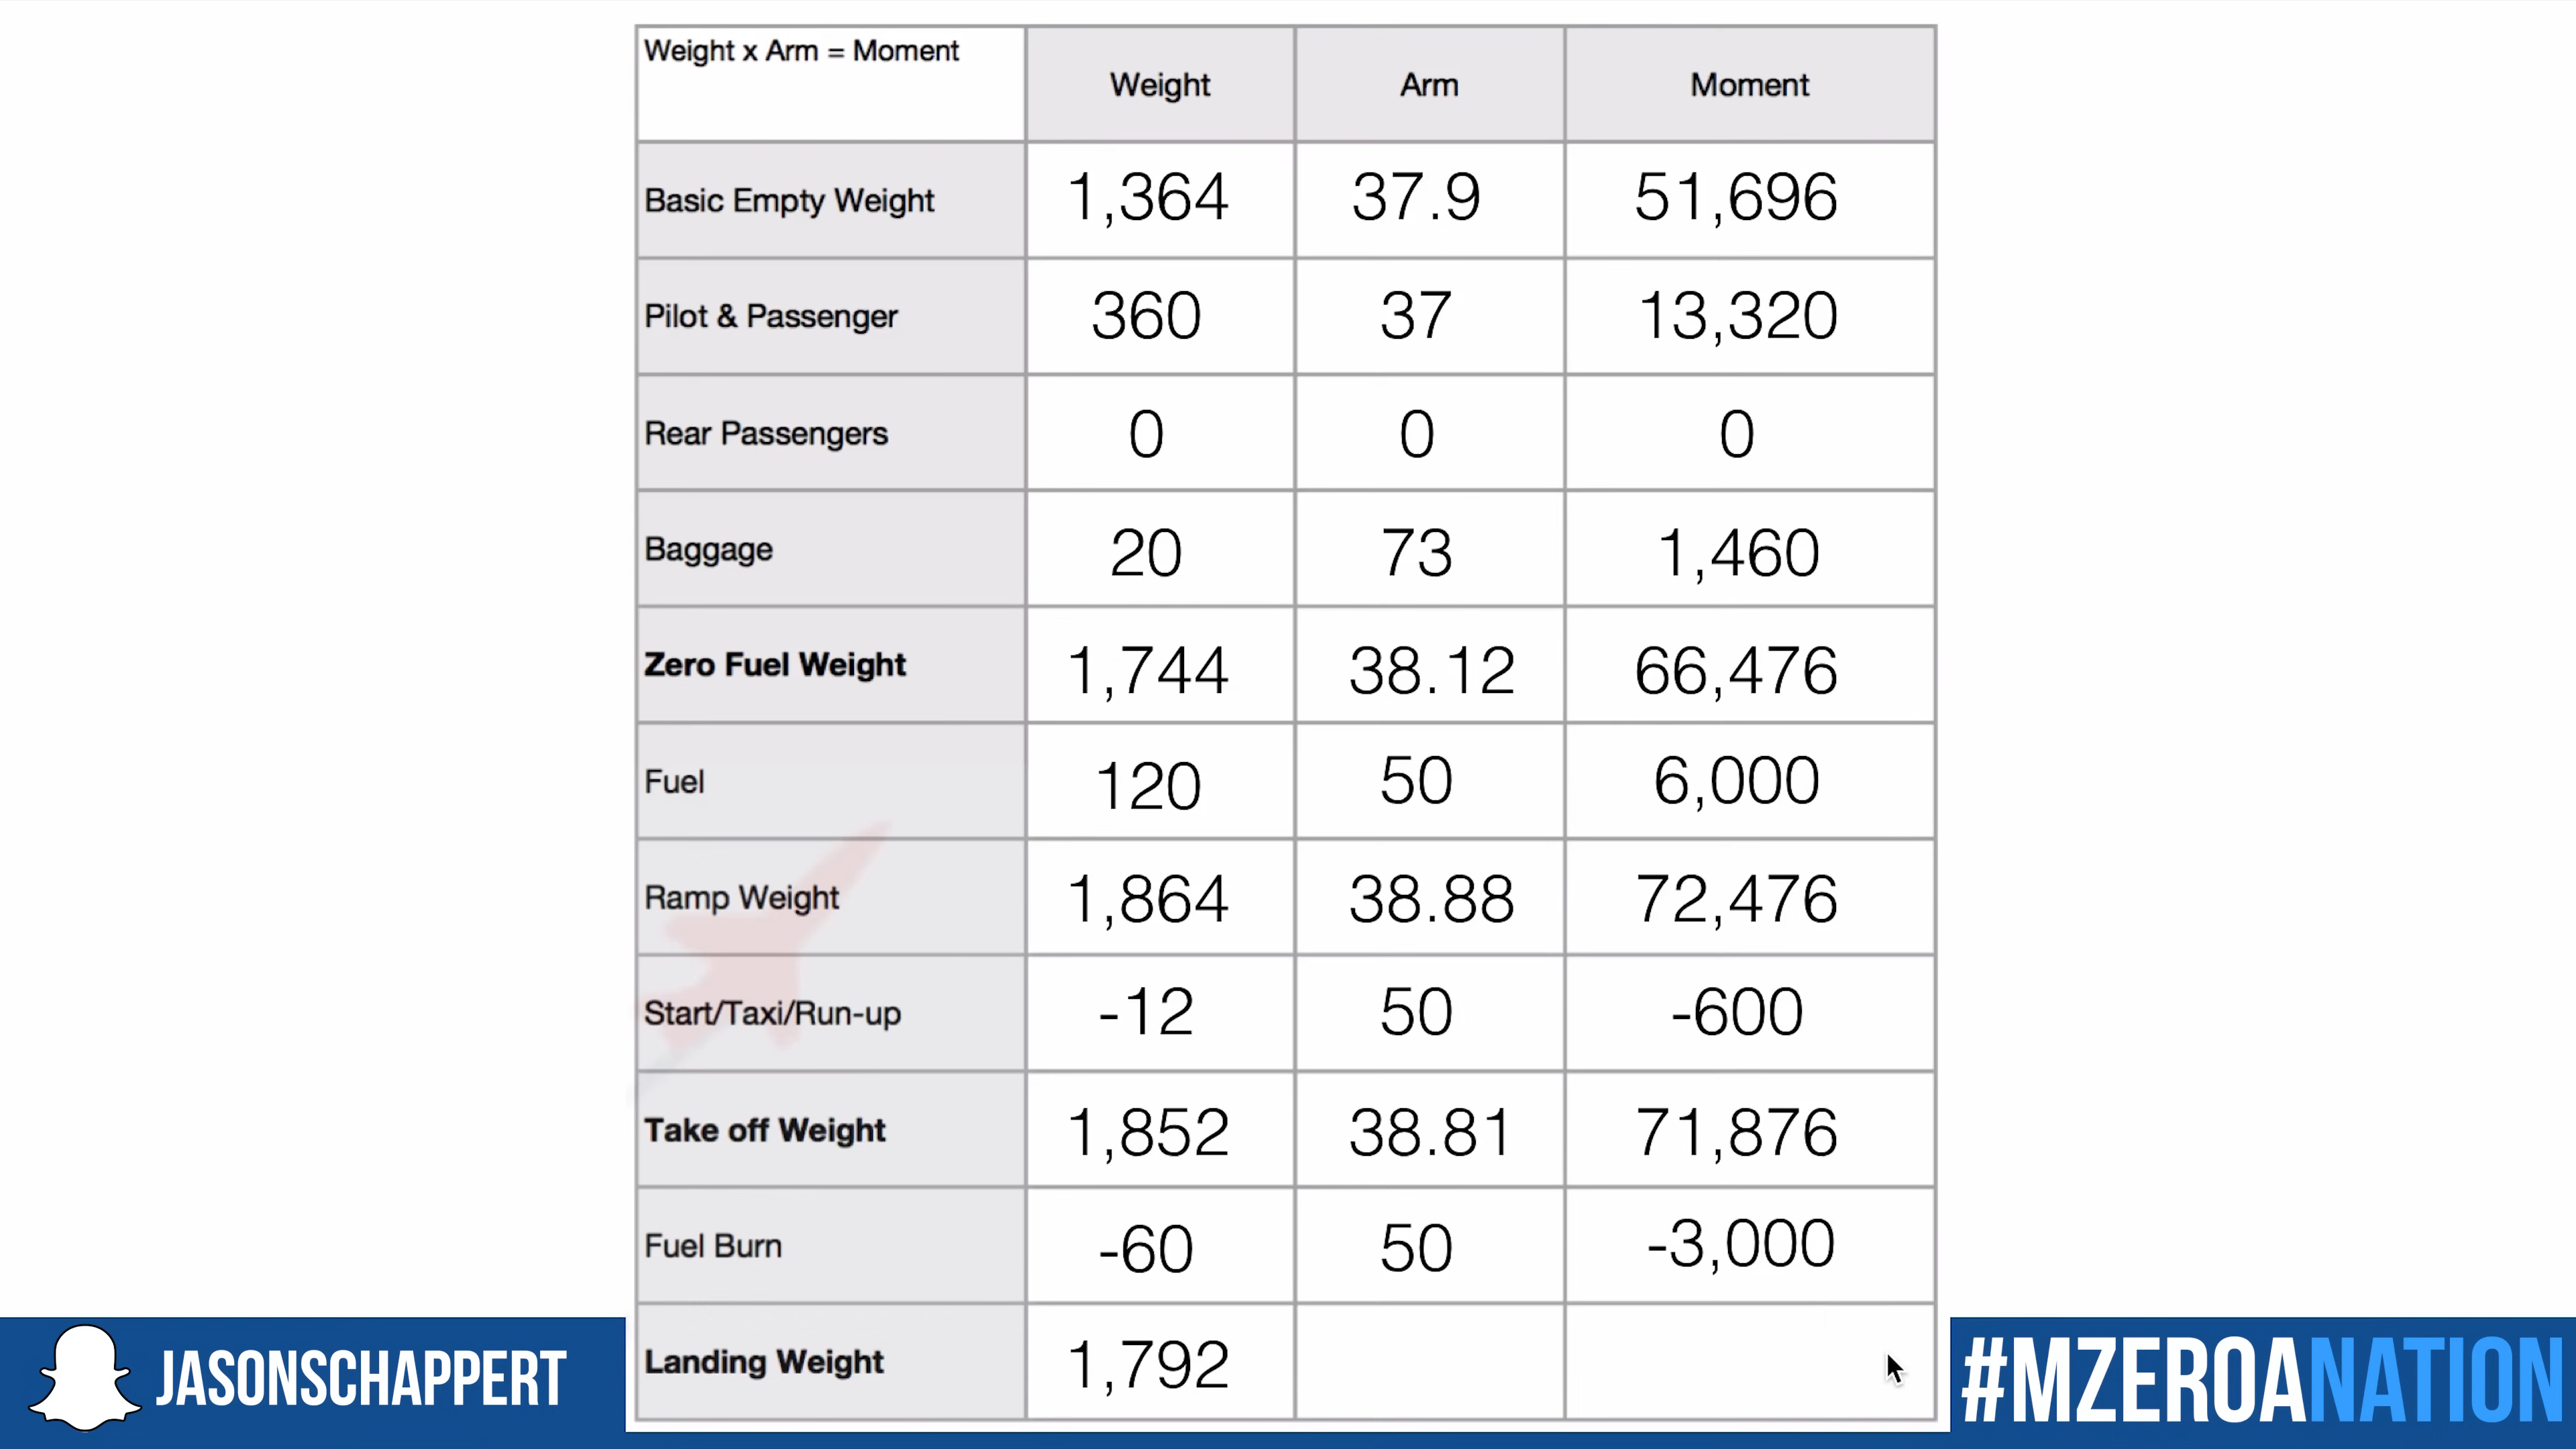 Weight x Arm = Moment Weight Arm Moment
Basic Empty Weight 1,364 37.9 51,696
Pilot & Passenger 360 37 13,320
Rear Passengers 0 0 0
Baggage 20 73 1,460
Zero Fuel Weight 1,744 38.12 66,476
Fuel 120 50 6,000
Ramp Weight 1,864 38.88 72,476
Start/Taxi/Run-up -12 50 -600
Take off Weight 1,852 38.81 71,876
Fuel Burn -60 50 -3,000
Landing Weight 1,792
JASONSCHAPPERT
#MZEROANATION